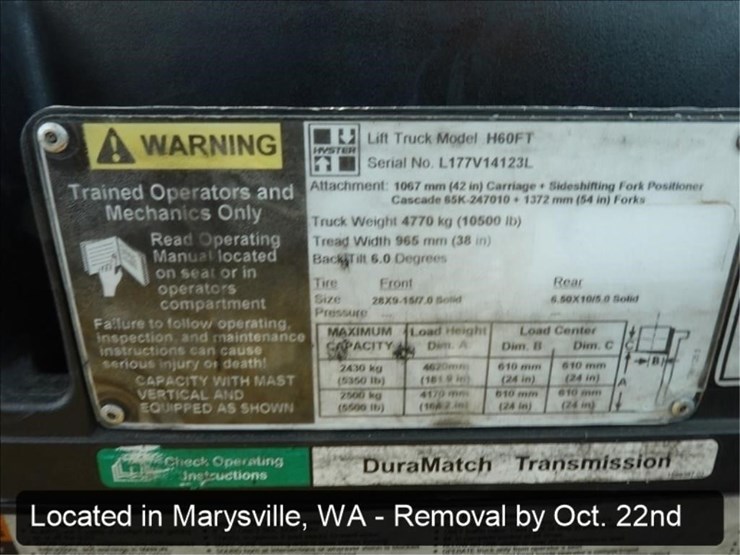 WARNING
Trained Operators and
Mechanics Only
Read Operating
Manual located
on seat or in
operators
compartment
Failure to follow operating,
inspection, and maintenance
instructions can cause
serious injury or death!
CAPACITY WITH MAST
VERTICAL AND
EQUIPPED AS SHOWN
HYSTER
Lift Truck Model H60FT
Serial No. L177V14123L
Attachment: 1067 mm (42 in) Carriage + Sideshifting Fork Positioner
Cascade 65K-247010 + 1372 mm (54 in) Forks
Truck Weight 4770 kg (10500 lb)
Tread Width 965 mm (38 in)
Back Tilt 6.0 Degrees
Tire Front Rear
Size 28X9-15/7.0 Solid 6.50X10/5.0 Solid
Pressure
MAXIMUM CAPACITY Load Height Dim. A Load Center Dim. B Dim. C
2430 kg (5350 lb) 610 mm (24 in) 610 mm (24 in)
2500 kg (5500 lb) 610 mm (24 in) 610 mm (24 in)
C
B
A
Check Operating
Instructions
DuraMatch Transmission
Located in Marysville, WA - Removal by Oct. 22nd